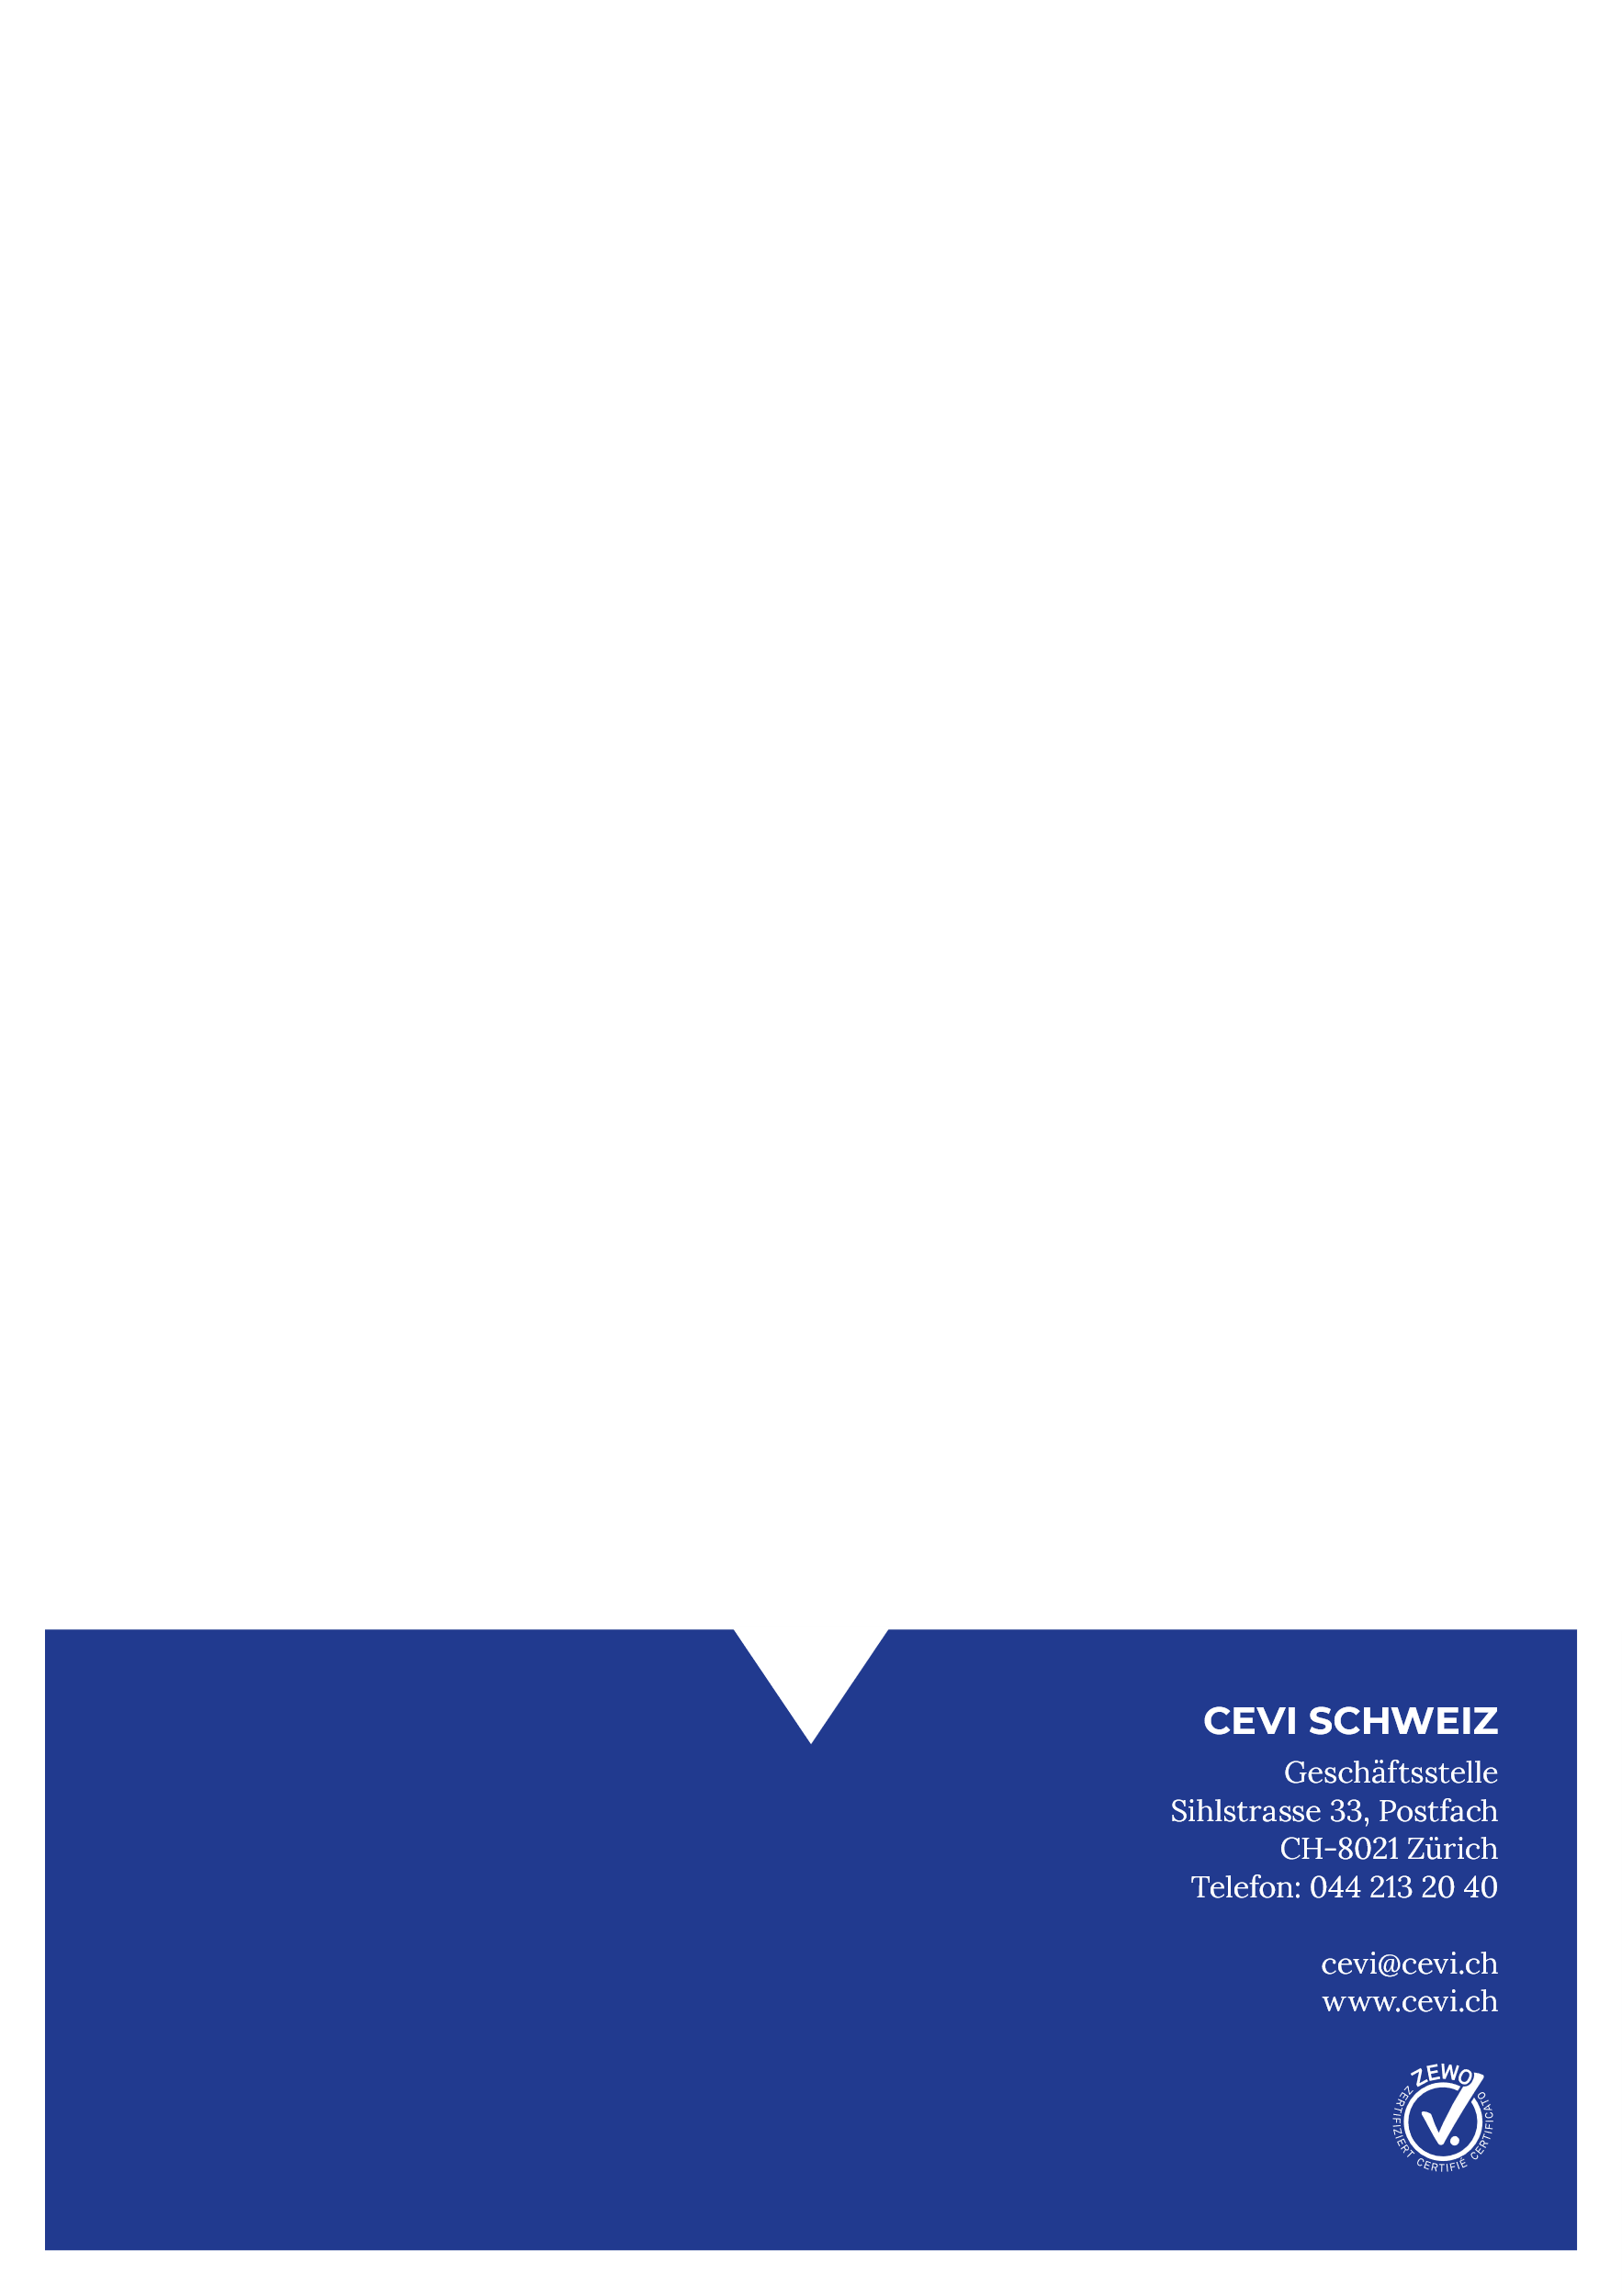 CEVI SCHWEIZ
Geschäftsstelle
Sihlstrasse 33, Postfach
CH-8021 Zürich
Telefon: 044 213 20 40
cevi@cevi.ch
www.cevi.ch
ZEWO
ZERTIFIZIERT CERTIFIÉ CERTIFICATO